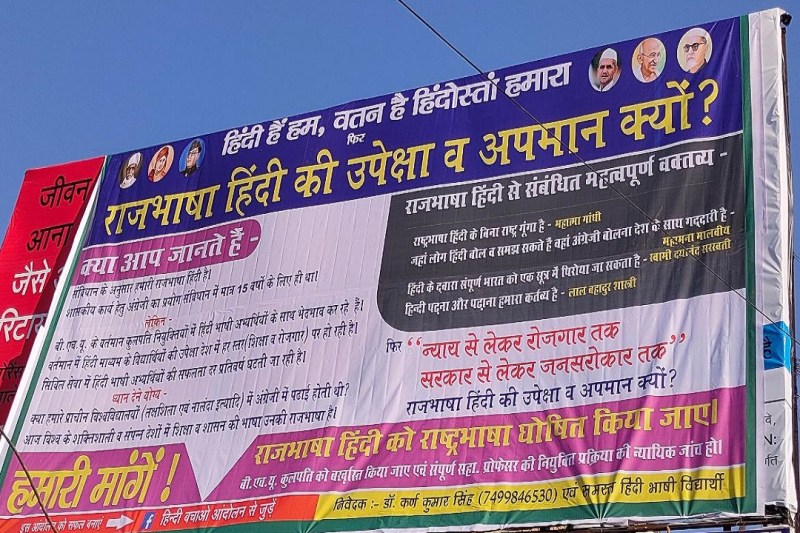 हिंदी हैं हम, वतन है हिंदोस्तां हमारा
फिर
राजभाषा हिंदी की उपेक्षा व अपमान क्यों?
क्या आप जानते हैं -
संविधान के अनुसार हमारी राजभाषा हिंदी है।
शासकीय कार्य हेतु अंग्रेजी का प्रयोग संविधान में मात्र 15 वर्षों के लिए ही था।
लेकिन -
बी. एच. यू. के वर्तमान कुलपति नियुक्तियों में हिंदी भाषी अभ्यर्थियों के साथ भेदभाव कर रहे हैं।
वर्तमान में हिंदी माध्यम के विद्यार्थियों की उपेक्षा देश में हर स्तर (शिक्षा व रोजगार) पर हो रही है।
सिविल सेवा में हिंदी भाषी अभ्यर्थियों की सफलता दर प्रतिवर्ष घटती जा रही है।
ध्यान देने योग्य -
क्या हमारे प्राचीन विश्वविद्यालयों (तक्षशिला एवं नालंदा इत्यादि) में अंग्रेजी में पढाई होती थी?
आज विश्व के शक्तिशाली व संपन्न देशों में शिक्षा व शासन की भाषा उनकी राजभाषा है।
राजभाषा हिंदी से संबंधित महत्वपूर्ण वक्तव्य -
राष्ट्रभाषा हिंदी के बिना राष्ट्र गूंगा है - महात्मा गांधी
जहां लोग हिंदी बोल व समझ सकते हैं वहां अंग्रेजी बोलना देश के साथ गद्दारी है -
महामना मालवीय
हिंदी के द्वारा संपूर्ण भारत को एक सूत्र में पिरोया जा सकता है - स्वामी दयानंद सरस्वती
हिन्दी पढ़ना और पढ़ाना हमारा कर्तव्य है - लाल बहादुर शास्त्री
फिर "न्याय से लेकर रोजगार तक
सरकार से लेकर जनसरोकार तक"
राजभाषा हिंदी की उपेक्षा व अपमान क्यों?
हमारी मांगें !
राजभाषा हिंदी को राष्ट्रभाषा घोषित किया जाए।
बी. एच. यू. कुलपति को बर्खास्त किया जाए एवं संपूर्ण सहा. प्रोफेसर की नियुक्ति प्रक्रिया की न्यायिक जांच हो।
इस आंदोलन को सफल बनाएं
f हिन्दी बचाओ आंदोलन से जुड़ें
निवेदक :- डॉ. कर्ण कुमार सिंह (7499846530) एवं समस्त हिंदी भाषी विद्यार्थी
जीवन
आना
जैसे